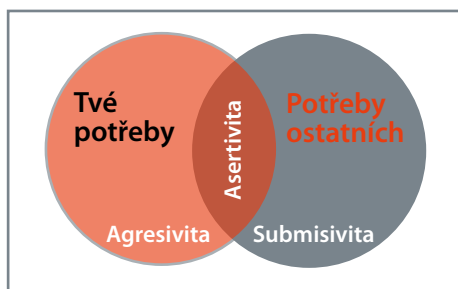 Tvé
potřeby
Asertivita
Potřeby
ostatních
Agresivita
Submisivita